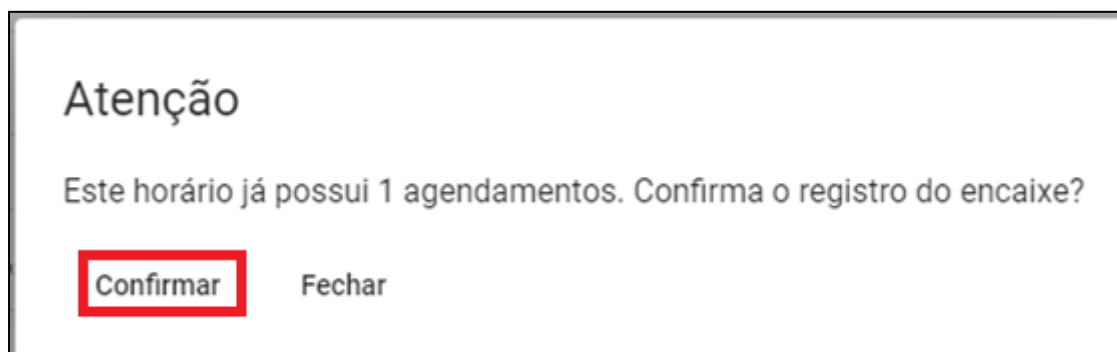 Atenção
Este horário já possui 1 agendamentos. Confirma o registro do encaixe?
Confirmar Fechar